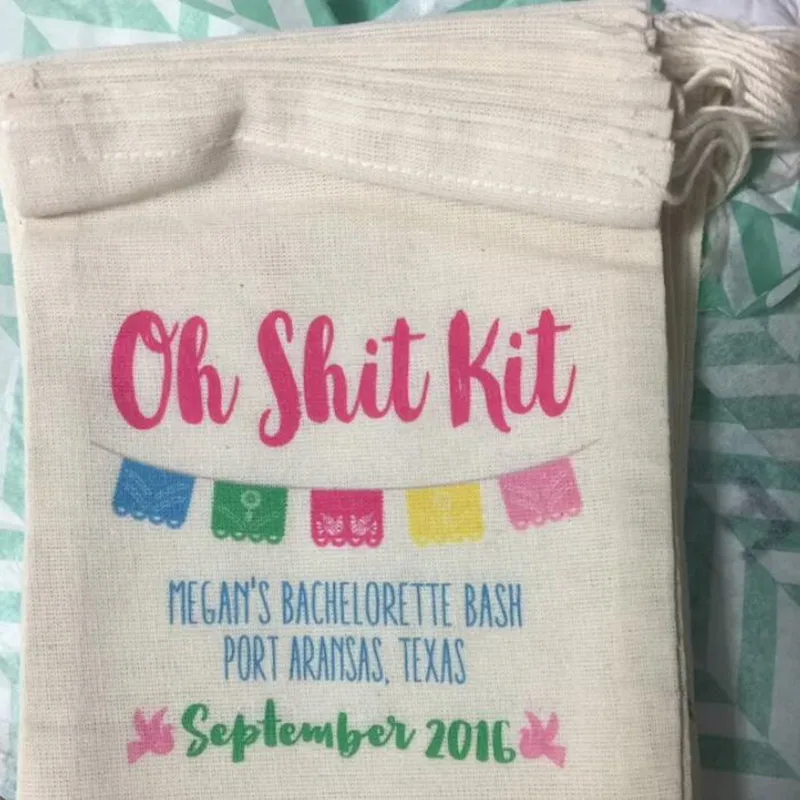 Oh Shit Kit
MEGAN'S BACHELORETTE BASH
PORT ARANSAS, TEXAS
September 2016